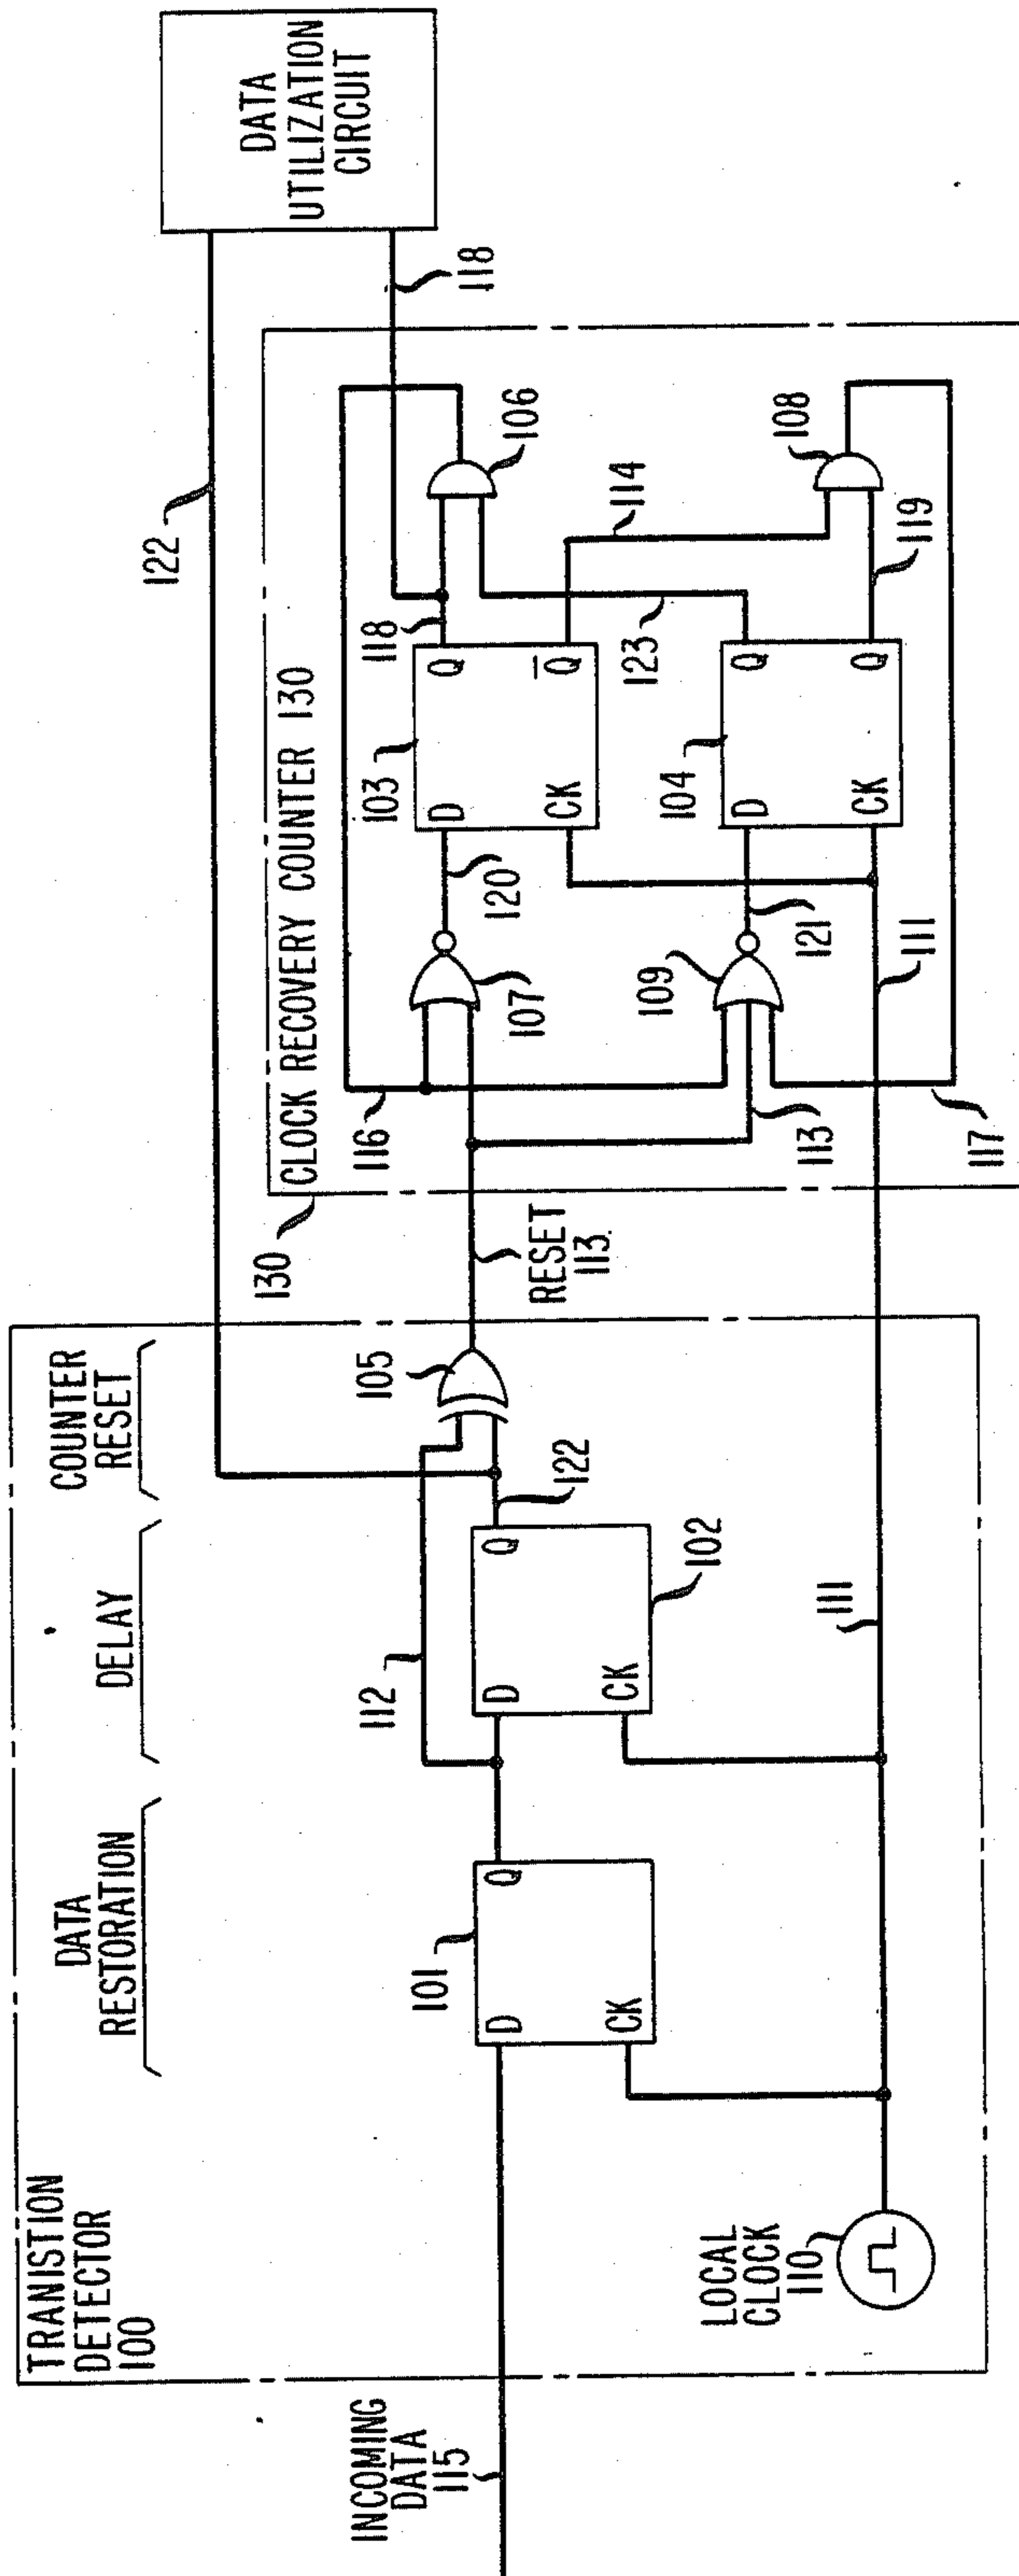 TRANISTION
DETECTOR
100
DATA
RESTORATION
DELAY
COUNTER
RESET
INCOMING
DATA
115
LOCAL
CLOCK
110
101
D
Q
CK
112
D
Q
CK
102
122
105
111
RESET
113
130
CLOCK RECOVERY COUNTER 130
116
107
120
103
D
Q
CK
Q̅
118
106
114
123
113
109
121
104
D
Q
CK
Q
119
108
117
111
122
118
DATA
UTILIZATION
CIRCUIT